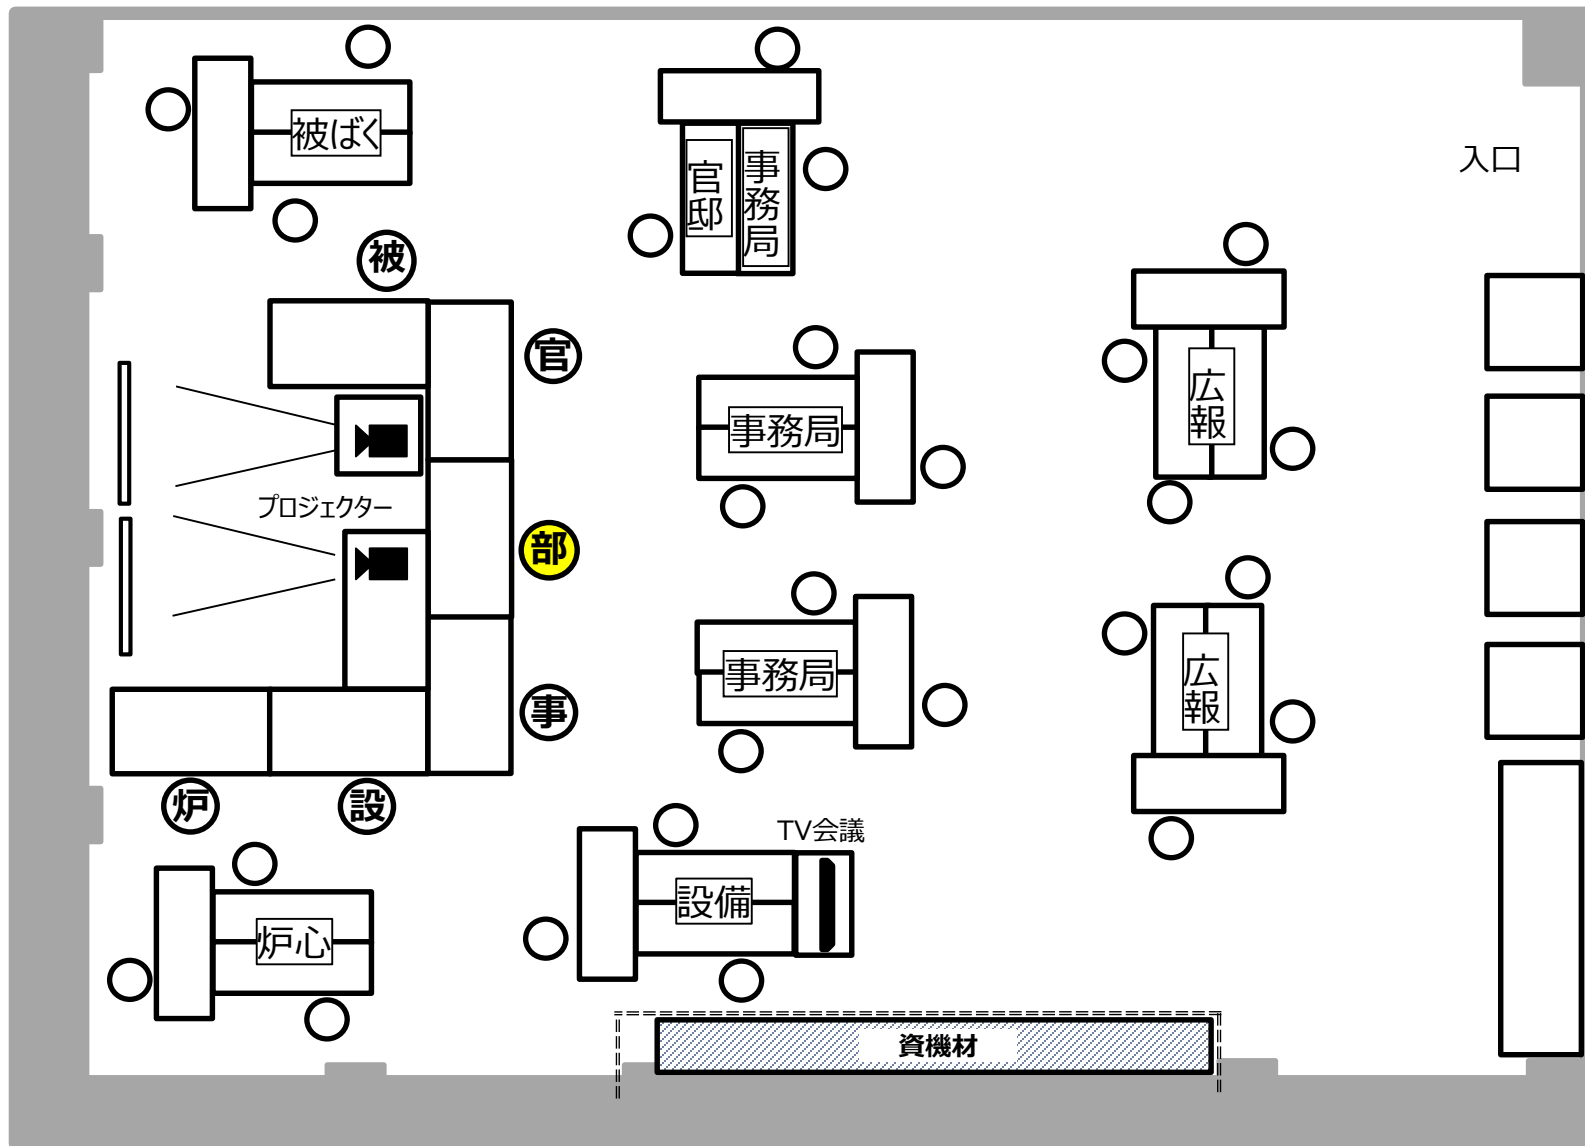 被ばく
官邸
事務局
入口
被
官
広報
事務局
プロジェクター
部
事務局
広報
事
炉
設
TV会議
設備
炉心
資機材